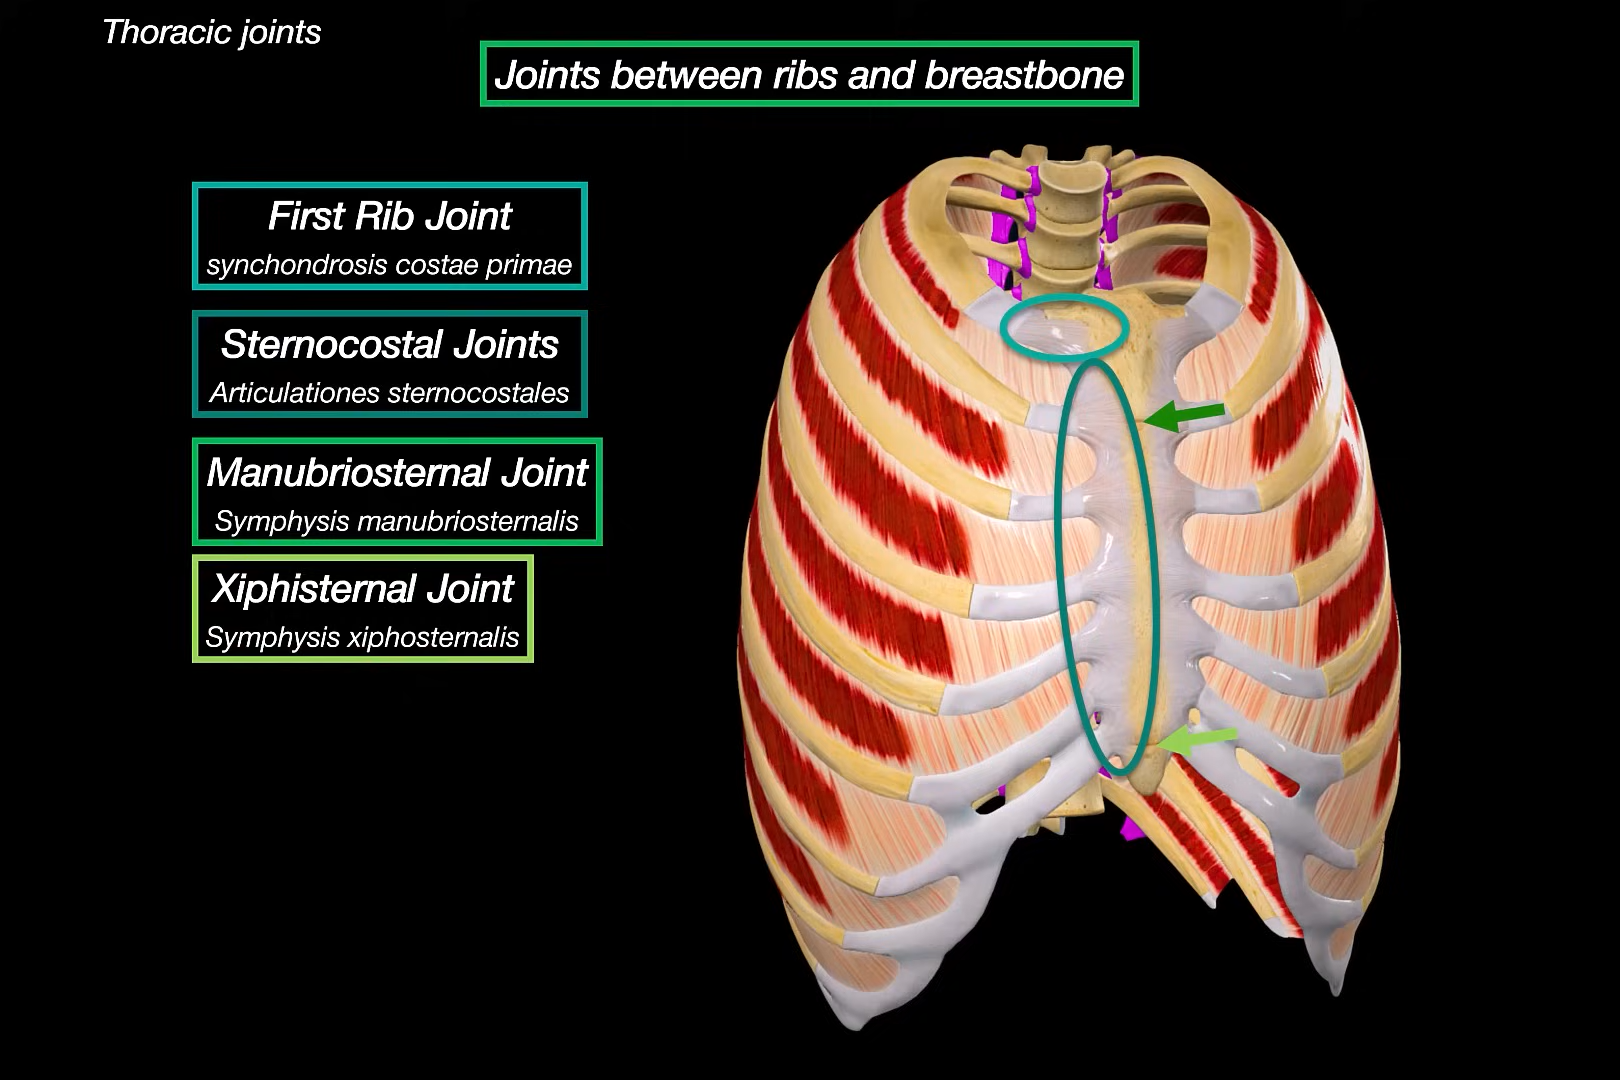 Thoracic joints
Joints between ribs and breastbone
First Rib Joint
synchondrosis costae primae
Sternocostal Joints
Articulationes sternocostales
Manubriosternal Joint
Symphysis manubriosternalis
Xiphisternal Joint
Symphysis xiphosternalis